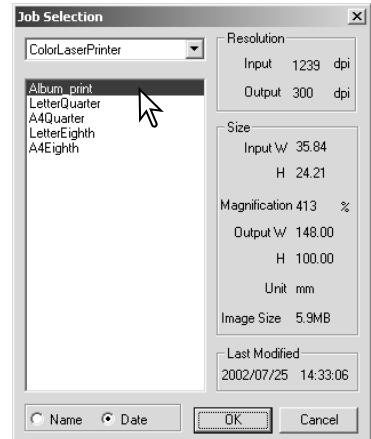 Job Selection
ColorLaserPrinter
Album_print
LetterQuarter
A4Quarter
LetterEighth
A4Eighth
Name Date
Resolution
Input 1239 dpi
Output 300 dpi
Size
Input W 35.84
H 24.21
Magnification 413 %
Output W 148.00
H 100.00
Unit mm
Image Size 5.9MB
Last Modified
2002/07/25 14:33:06
OK Cancel